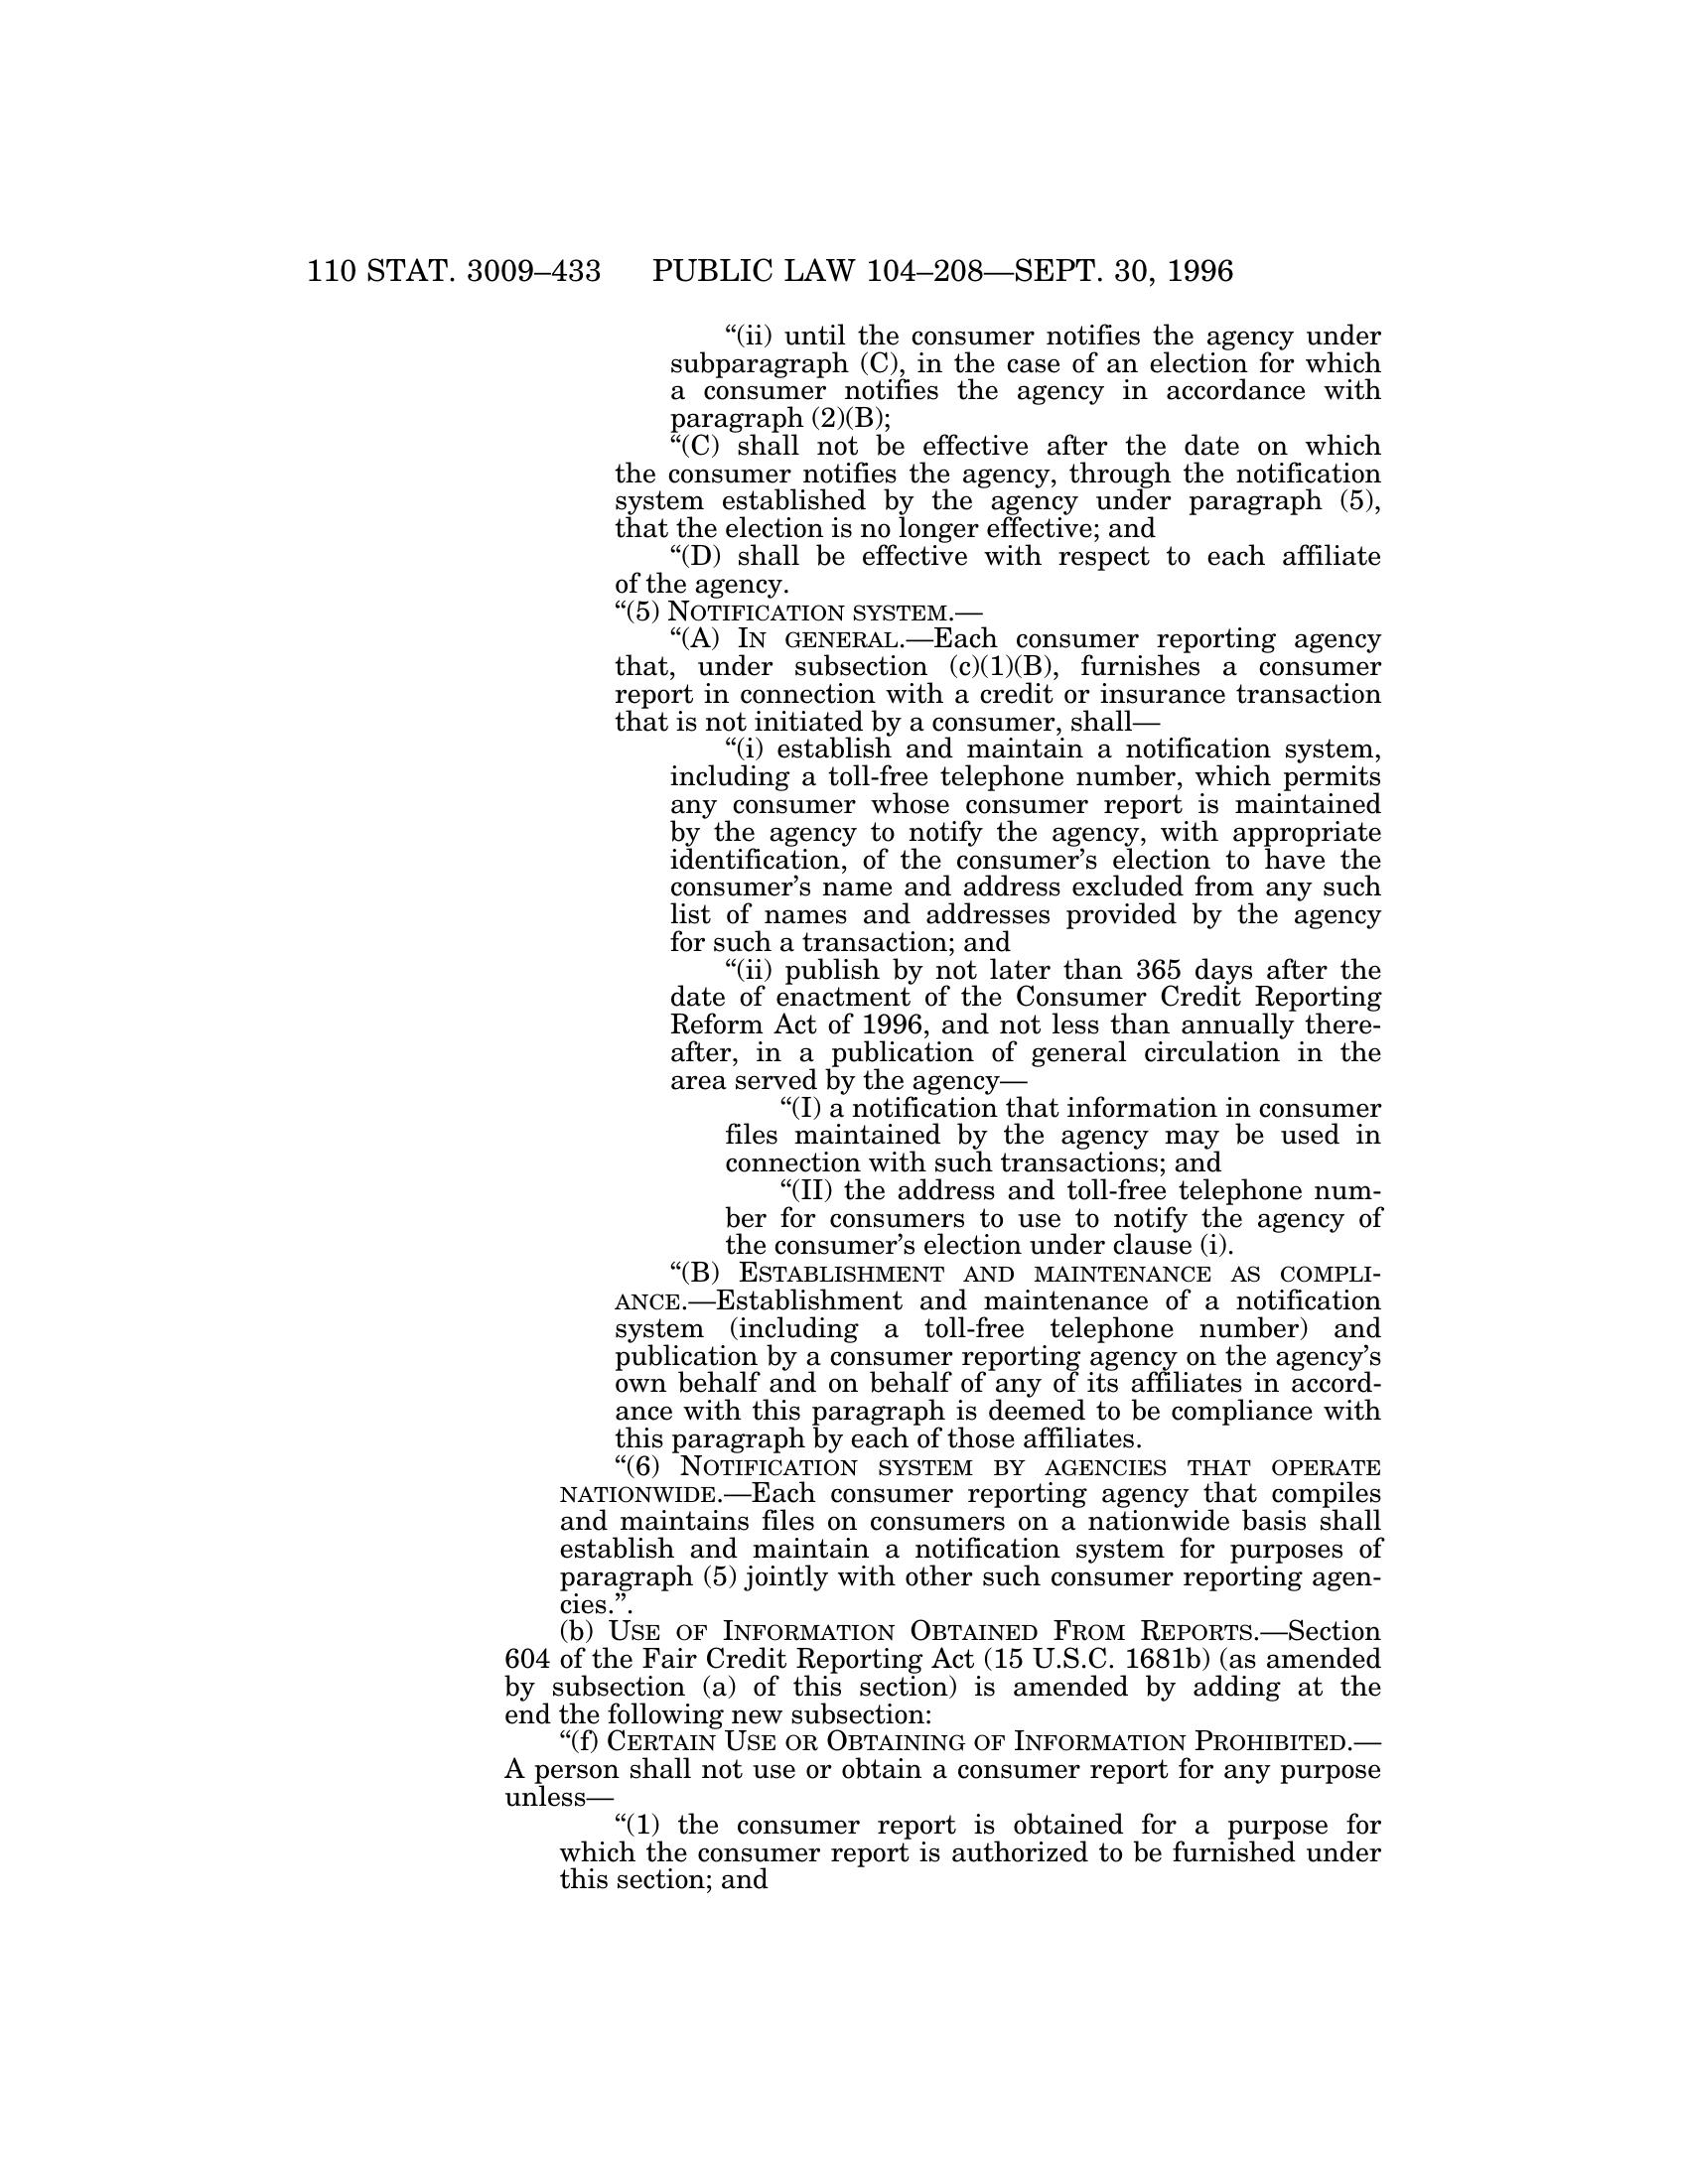 110 STAT. 3009–433 PUBLIC LAW 104–208—SEPT. 30, 1996
“(ii) until the consumer notifies the agency under
subparagraph (C), in the case of an election for which
a consumer notifies the agency in accordance with
paragraph (2)(B);
“(C) shall not be effective after the date on which
the consumer notifies the agency, through the notification
system established by the agency under paragraph (5),
that the election is no longer effective; and
“(D) shall be effective with respect to each affiliate
of the agency.
“(5) NOTIFICATION SYSTEM.—
“(A) IN GENERAL.—Each consumer reporting agency
that, under subsection (c)(1)(B), furnishes a consumer
report in connection with a credit or insurance transaction
that is not initiated by a consumer, shall—
“(i) establish and maintain a notification system,
including a toll-free telephone number, which permits
any consumer whose consumer report is maintained
by the agency to notify the agency, with appropriate
identification, of the consumer’s election to have the
consumer’s name and address excluded from any such
list of names and addresses provided by the agency
for such a transaction; and
“(ii) publish by not later than 365 days after the
date of enactment of the Consumer Credit Reporting
Reform Act of 1996, and not less than annually there-
after, in a publication of general circulation in the
area served by the agency—
“(I) a notification that information in consumer
files maintained by the agency may be used in
connection with such transactions; and
“(II) the address and toll-free telephone num-
ber for consumers to use to notify the agency of
the consumer’s election under clause (i).
“(B) ESTABLISHMENT AND MAINTENANCE AS COMPLI-
ANCE.—Establishment and maintenance of a notification
system (including a toll-free telephone number) and
publication by a consumer reporting agency on the agency’s
own behalf and on behalf of any of its affiliates in accord-
ance with this paragraph is deemed to be compliance with
this paragraph by each of those affiliates.
“(6) NOTIFICATION SYSTEM BY AGENCIES THAT OPERATE
NATIONWIDE.—Each consumer reporting agency that compiles
and maintains files on consumers on a nationwide basis shall
establish and maintain a notification system for purposes of
paragraph (5) jointly with other such consumer reporting agen-
cies.”.
(b) USE OF INFORMATION OBTAINED FROM REPORTS.—Section
604 of the Fair Credit Reporting Act (15 U.S.C. 1681b) (as amended
by subsection (a) of this section) is amended by adding at the
end the following new subsection:
“(f) CERTAIN USE OR OBTAINING OF INFORMATION PROHIBITED.—
A person shall not use or obtain a consumer report for any purpose
unless—
“(1) the consumer report is obtained for a purpose for
which the consumer report is authorized to be furnished under
this section; and